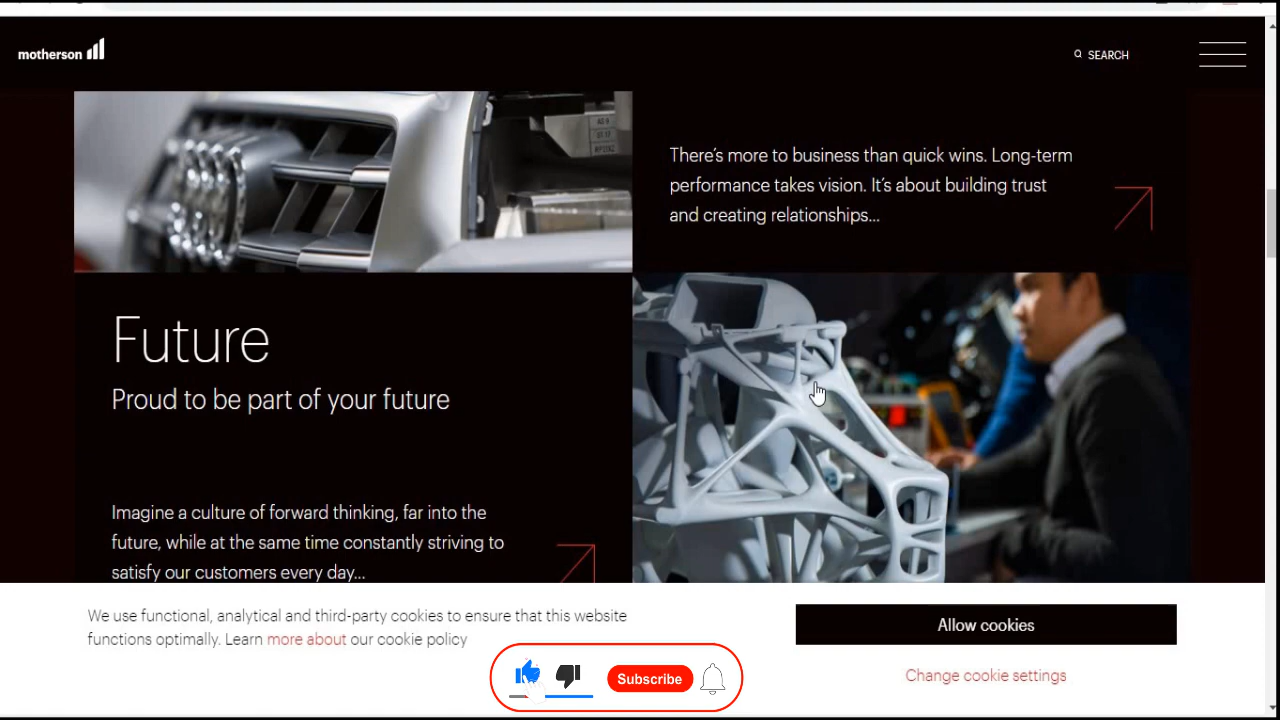 motherson
SEARCH
There's more to business than quick wins. Long-term
performance takes vision. It's about building trust
and creating relationships...
Future
Proud to be part of your future
Imagine a culture of forward thinking, far into the
future, while at the same time constantly striving to
satisfy our customers every day...
We use functional, analytical and third-party cookies to ensure that this website
functions optimally. Learn more about our cookie policy
Allow cookies
Change cookie settings
Subscribe